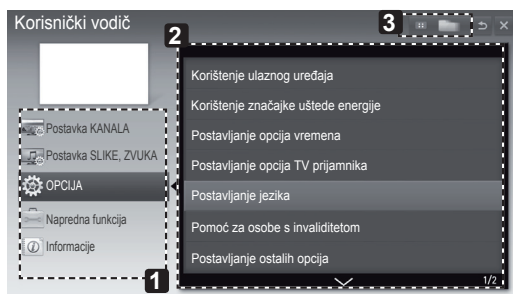 Korisnički vodič
2
3
Korištenje ulaznog uređaja
Korištenje značajke uštede energije
Postavljanje opcija vremena
Postavljanje opcija TV prijamnika
Postavljanje jezika
Pomoć za osobe s invaliditetom
Postavljanje ostalih opcija
1/2
Postavka KANALA
Postavka SLIKE, ZVUKA
OPCIJA
Napredna funkcija
Informacije
1